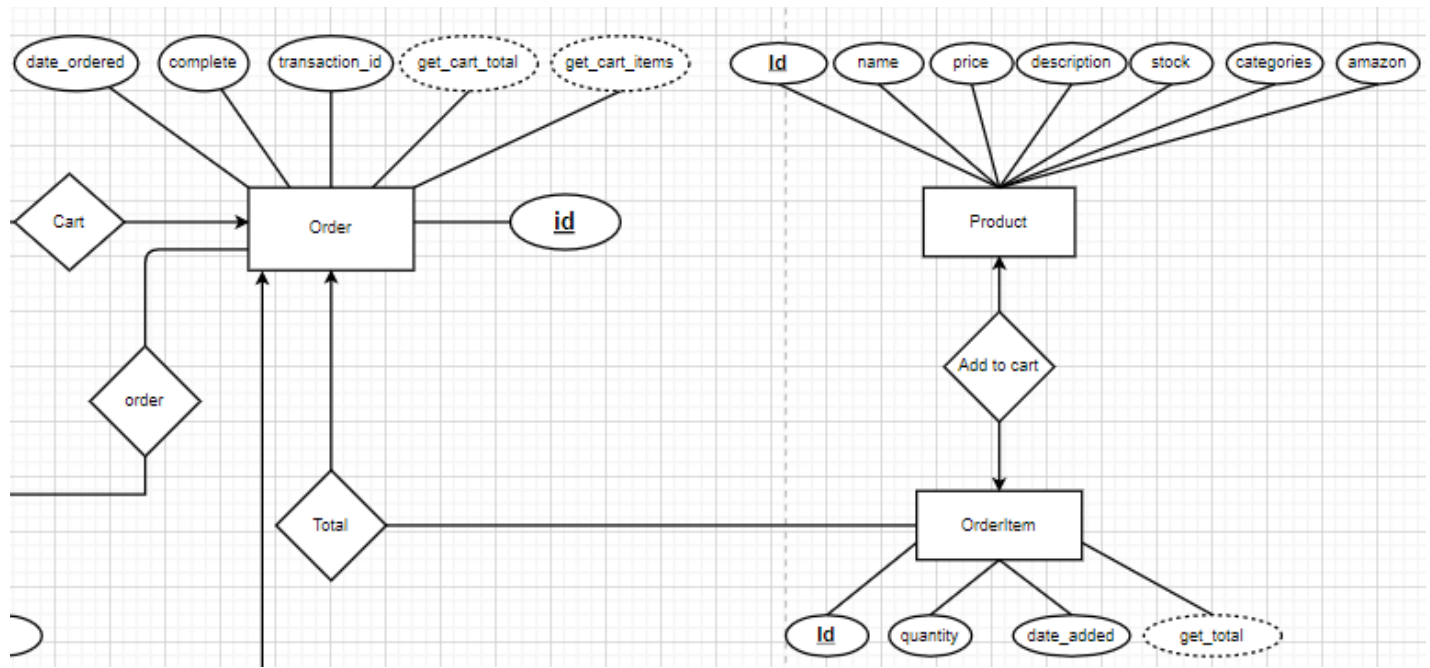 date_ordered
complete
transaction_id
get_cart_total
get_cart_items
Id
name
price
description
stock
categories
amazon
Cart
Order
id
Product
order
Add to cart
Total
OrderItem
Id
quantity
date_added
get_total